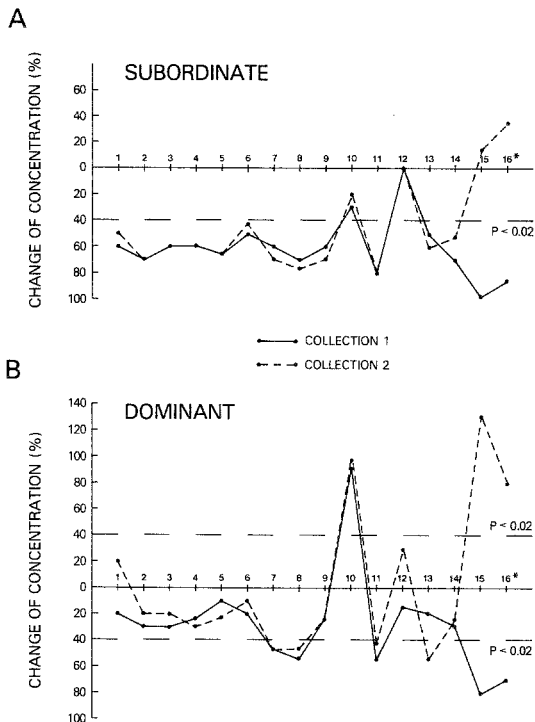 A
SUBORDINATE
CHANGE OF CONCENTRATION (%)
60
40
20
0
20
40
60
80
100
1 2 3 4 5 6 7 8 9 10 11 12 13 14 15 16*
P < 0.02
COLLECTION 1
COLLECTION 2
B
DOMINANT
CHANGE OF CONCENTRATION (%)
140
120
100
80
60
40
20
0
20
40
60
80
100
P < 0.02
1 2 3 4 5 6 7 8 9 10 11 12 13 14 15 16*
P < 0.02